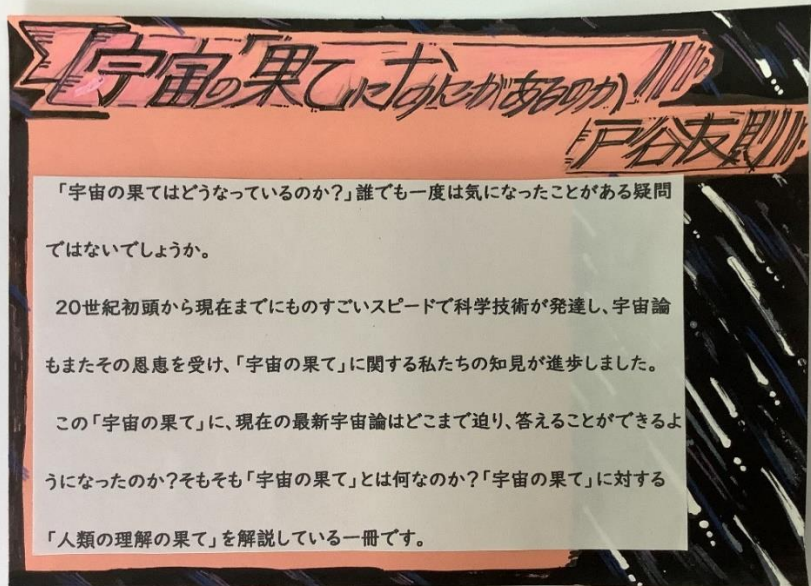 「宇宙の「果て」になにがあるのか
戸谷友則
「宇宙の果てはどうなっているのか?」誰でも一度は気になったことがある疑問
ではないでしょうか。
20世紀初頭から現在までにものすごいスピードで科学技術が発達し、宇宙論
もまたその恩恵を受け、「宇宙の果て」に関する私たちの知見が進歩しました。
この「宇宙の果て」に、現在の最新宇宙論はどこまで迫り、答えることができるよ
うになったのか?そもそも「宇宙の果て」とは何なのか?「宇宙の果て」に対する
「人類の理解の果て」を解説している一冊です。